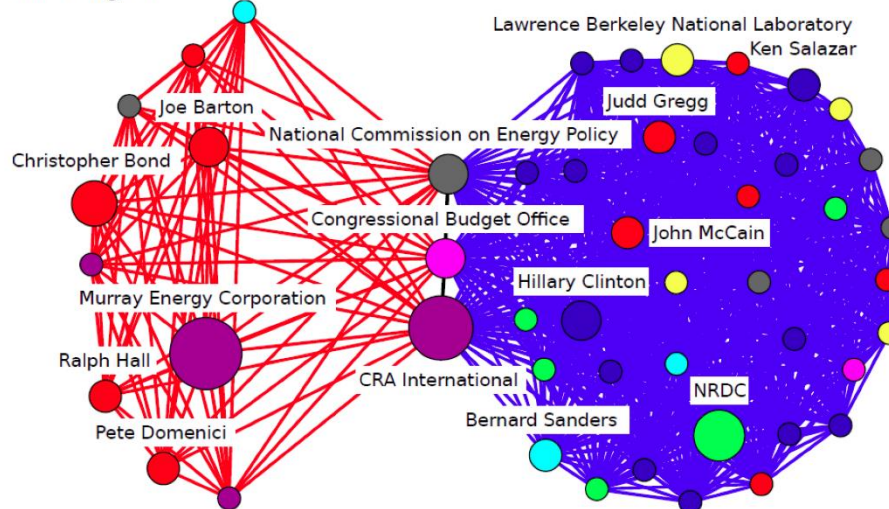 Lawrence Berkeley National Laboratory
Ken Salazar
Joe Barton
Judd Gregg
National Commission on Energy Policy
Christopher Bond
Congressional Budget Office
John McCain
Murray Energy Corporation
Hillary Clinton
Ralph Hall
CRA International
NRDC
Pete Domenici
Bernard Sanders